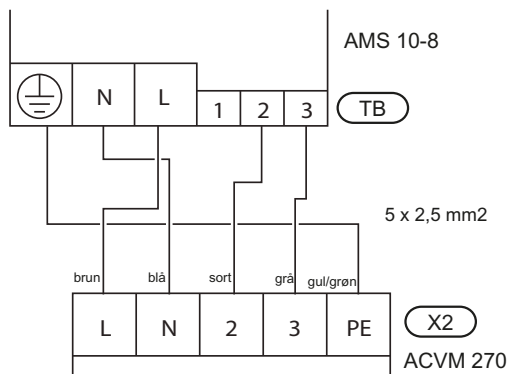 AMS 10-8
N L 1 2 3 TB
5 x 2,5 mm2
brun blå sort grå gul/grøn
L N 2 3 PE X2
ACVM 270